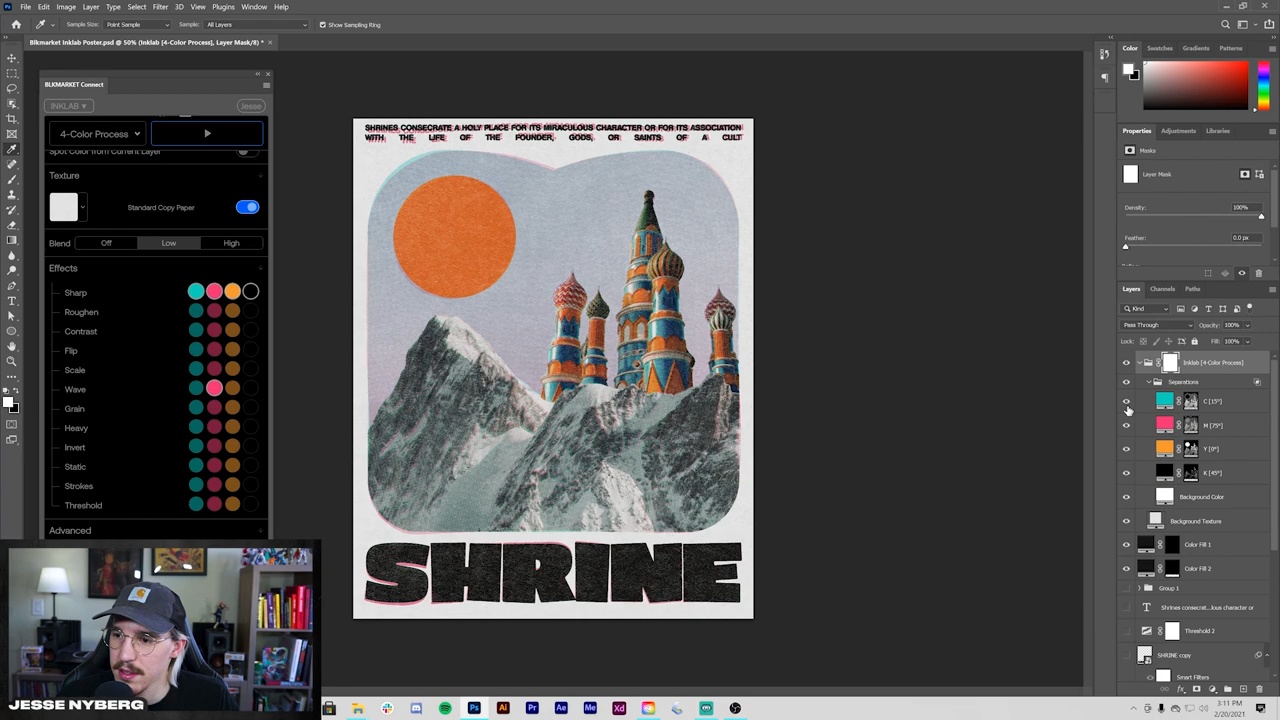 File Edit Image Layer Type Select Filter 3D View Plugins Window Help
Sample Size: Point Sample Sample: All Layers Show Sampling Ring
Blkmarket Inklab Poster.psd @ 50% (Inklab [4-Color Process], Layer Mask/8) *
BLKMARKET Connect
INKLAB
Jesse
4-Color Process
Spot Color from Current Layer
Texture
Standard Copy Paper
Blend Off Low High
Effects
Sharp
Roughen
Contrast
Flip
Scale
Wave
Grain
Heavy
Invert
Static
Strokes
Threshold
Advanced
SHRINES CONSECRATE A HOLY PLACE FOR ITS MIRACULOUS CHARACTER OR FOR ITS ASSOCIATION
WITH THE LIFE OF THE FOUNDER, GODS, OR SAINTS OF A CULT
SHRINE
Color Swatches Gradients Patterns
Properties Adjustments Libraries
Masks
Layer Mask
Density: 100%
Feather: 0.0 px
Layers Channels Paths
Kind
Pass Through Opacity: 100%
Lock: Fill: 100%
Inklab [4-Color Process]
Separations
C [15°]
M [75°]
Y [0°]
K [45°]
Background Color
Background Texture
Color Fill 1
Color Fill 2
Group 1
Shrines consecrat...lous character or
Threshold 2
SHRINE copy
Smart Filters
JESSE NYBERG
Ps Ai Pr Ae Me Xd
3:11 PM
2/20/2021